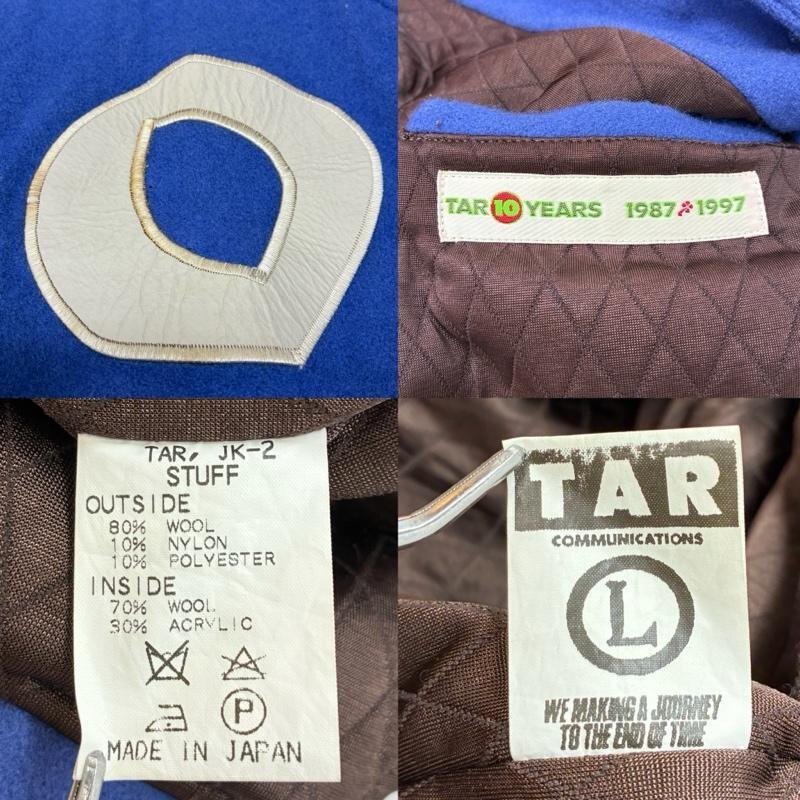 TAR 10 YEARS 1987 1997
TAR, JK-2
STUFF
OUTSIDE
80% WOOL
10% NYLON
10% POLYESTER
INSIDE
70% WOOL
30% ACRYLIC
A
P
MADE IN JAPAN
TAR
COMMUNICATIONS
L
WE MAKING A JOURNEY
TO THE END OF TIME